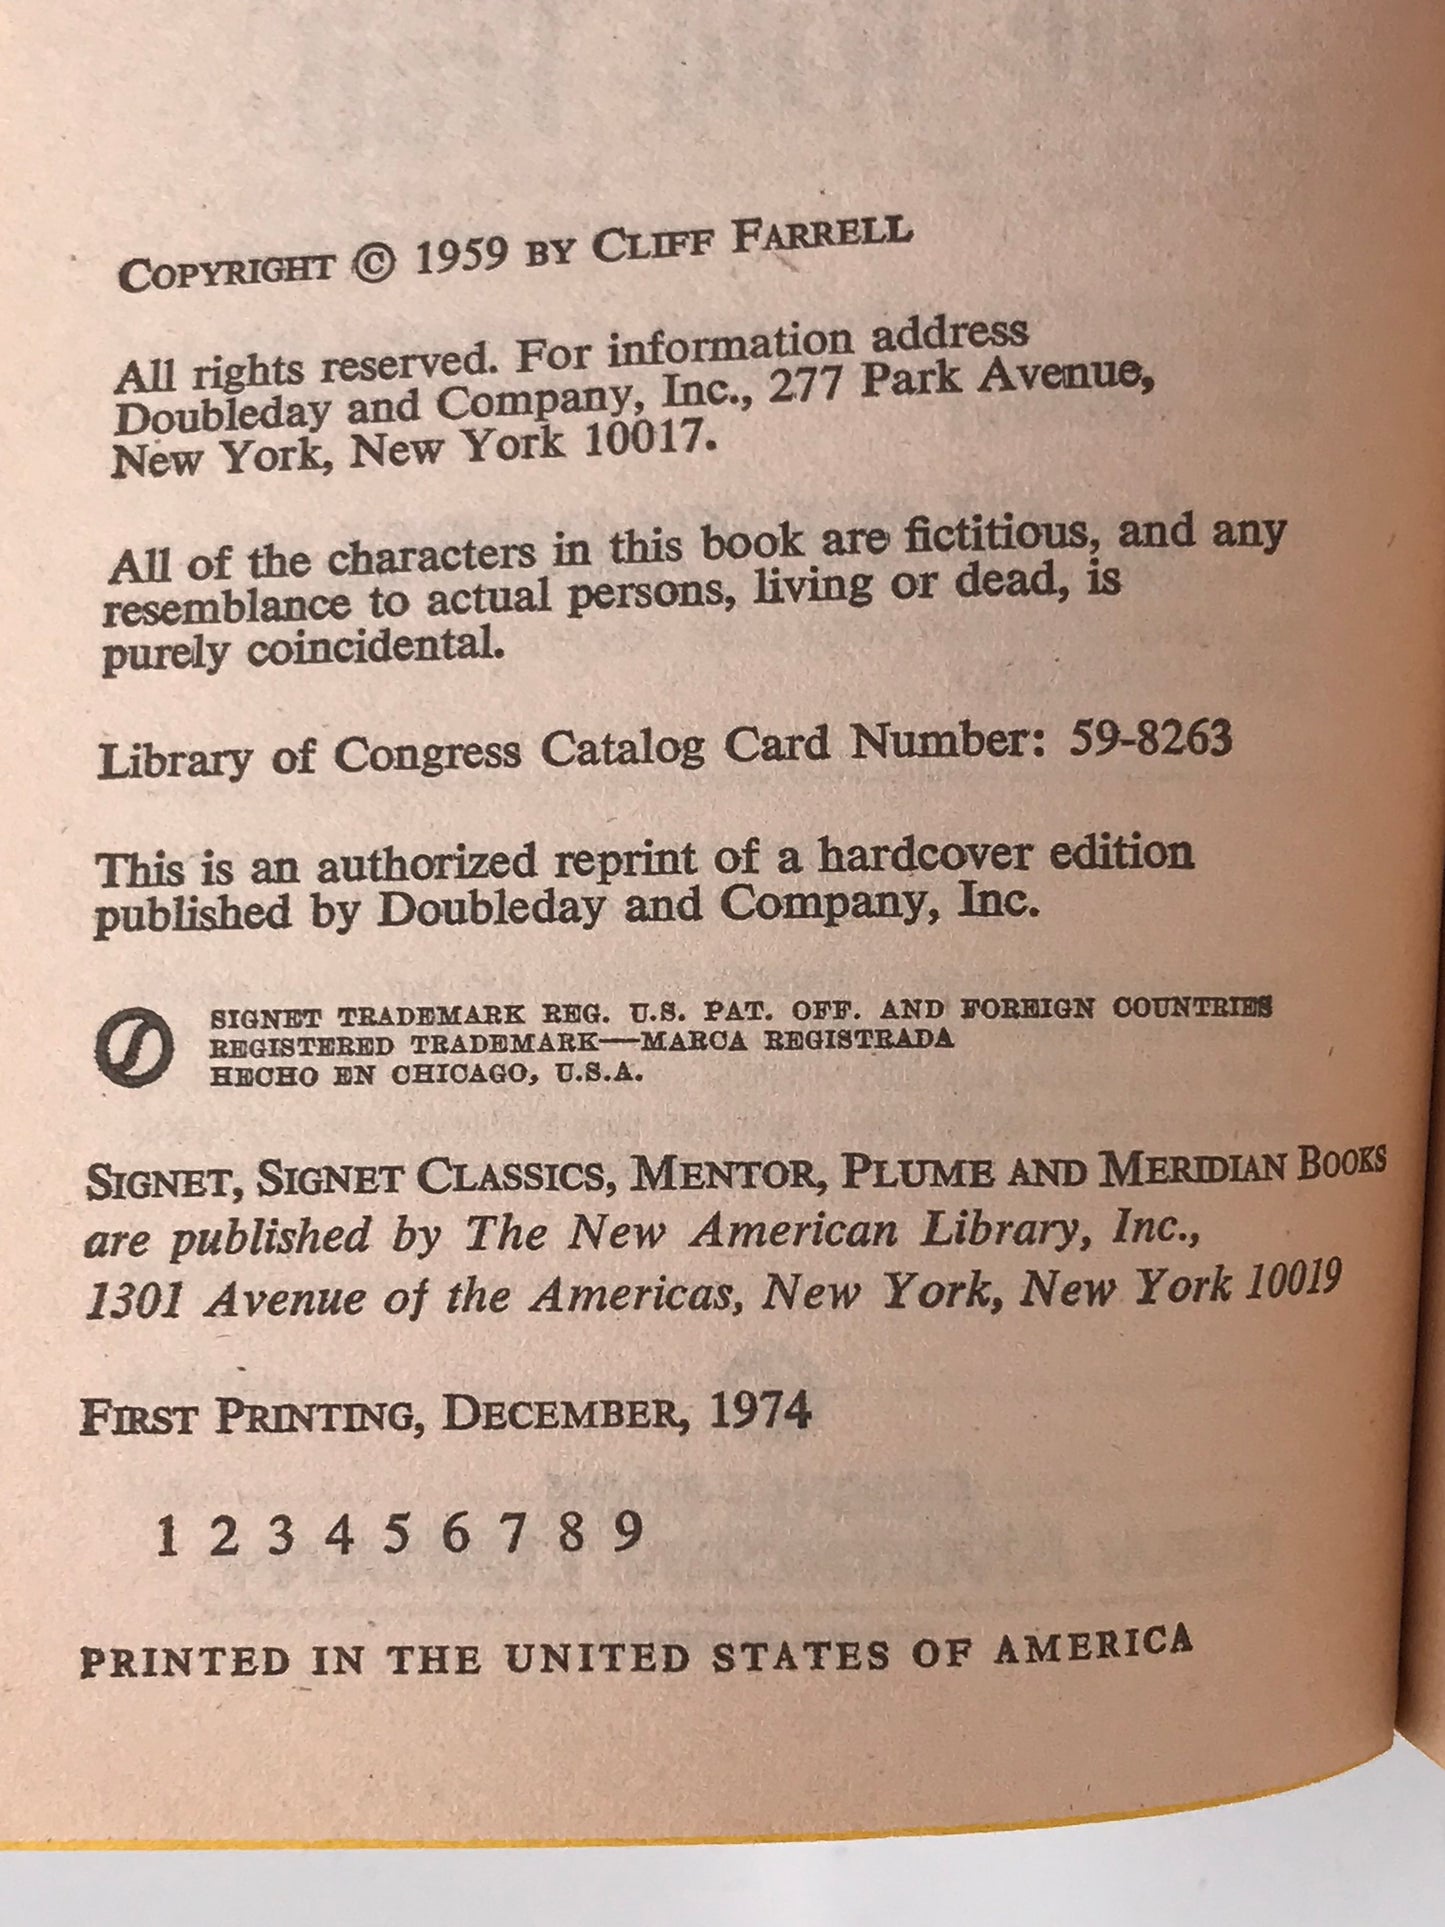 COPYRIGHT © 1959 BY CLIFF FARRELL
All rights reserved. For information address
Doubleday and Company, Inc., 277 Park Avenue,
New York, New York 10017.
All of the characters in this book are fictitious, and any
resemblance to actual persons, living or dead, is
purely coincidental.
Library of Congress Catalog Card Number: 59-8263
This is an authorized reprint of a hardcover edition
published by Doubleday and Company, Inc.
SIGNET TRADEMARK REG. U.S. PAT. OFF. AND FOREIGN COUNTRIES
REGISTERED TRADEMARK—MARCA REGISTRADA
HECHO EN CHICAGO, U.S.A.
SIGNET, SIGNET CLASSICS, MENTOR, PLUME AND MERIDIAN BOOKS
are published by The New American Library, Inc.,
1301 Avenue of the Americas, New York, New York 10019
FIRST PRINTING, DECEMBER, 1974
1 2 3 4 5 6 7 8 9
PRINTED IN THE UNITED STATES OF AMERICA